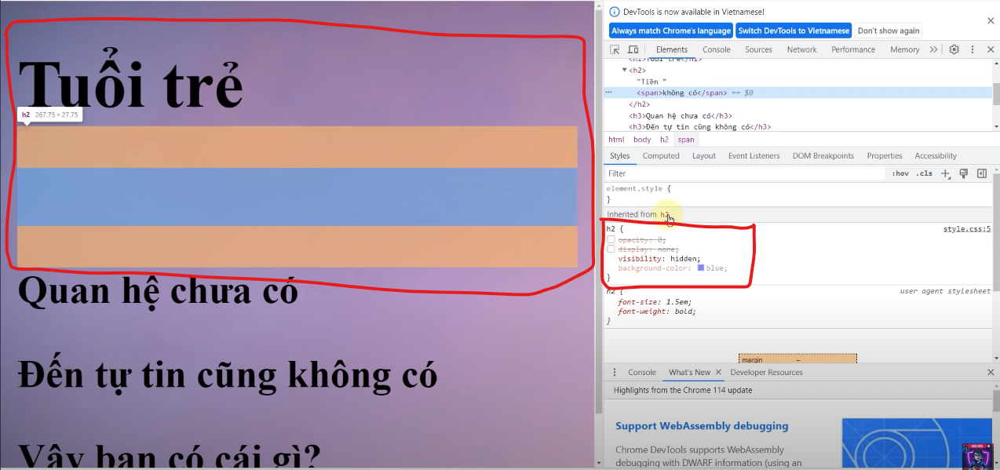 Tuổi trẻ
h2 267.75 × 27.75
Quan hệ chưa có
Đến tự tin cũng không có
Vậy bạn có cái gì?
DevTools is now available in Vietnamese!
Always match Chrome's language Switch DevTools to Vietnamese Don't show again
Elements Console Sources Network Performance Memory
<h1>Tuổi trẻ</h1>
<h2>
"Tiền "
<span>không có</span> == $0
</h2>
<h3>Quan hệ chưa có</h3>
<h3>Đến tự tin cũng không có</h3>
html body h2 span
Styles Computed Layout Event Listeners DOM Breakpoints Properties Accessibility
Filter :hov .cls
element.style {
}
Inherited from h2
h2 { style.css:5
opacity: 0;
display: none;
visibility: hidden;
background-color: blue;
}
h2 { user agent stylesheet
font-size: 1.5em;
font-weight: bold;
}
margin –
Console What's New Developer Resources
Highlights from the Chrome 114 update
Support WebAssembly debugging
Chrome DevTools supports WebAssembly
debugging with DWARF information (using an